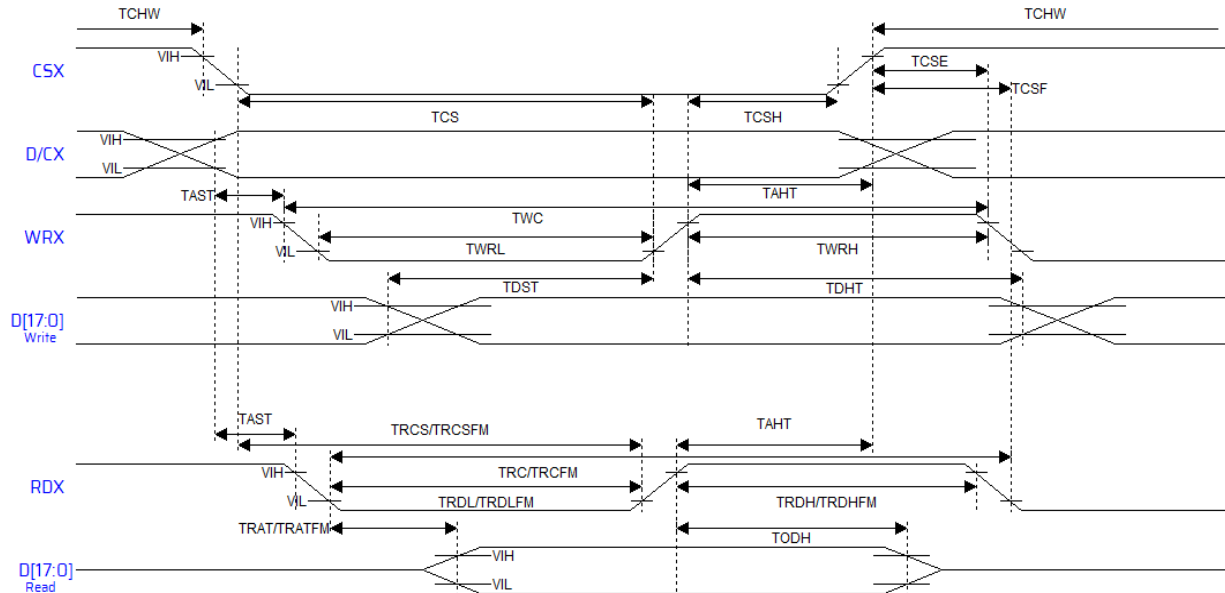 TCHW
TCHW
VIH
CSX
TCSE
VIL
TCSF
TCS
TCSH
VIH
D/CX
VIL
TAST
TAHT
TWC
VIH
WRX
VIL
TWRL
TWRH
TDST
TDHT
VIH
D[17:0]
Write
VIL
TAST
TRCS/TRCSFM
TAHT
VIH
TRC/TRCFM
RDX
VIL
TRDL/TRDLFM
TRDH/TRDHFM
TRAT/TRATFM
TODH
VIH
D[17:0]
Read
VIL